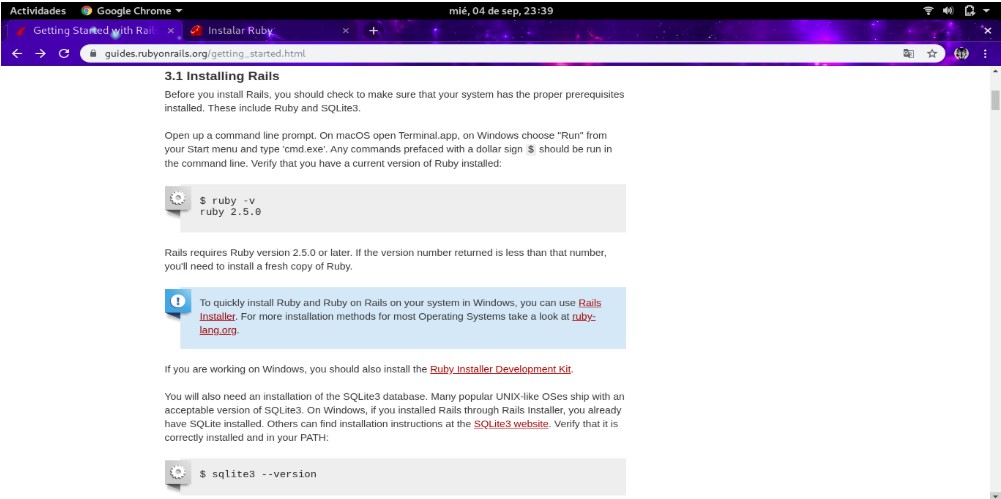 Actividades Google Chrome mié, 04 de sep, 23:39
Getting Started with Rail Instalar Ruby
guides.rubyonrails.org/getting_started.html
3.1 Installing Rails
Before you install Rails, you should check to make sure that your system has the proper prerequisites
installed. These include Ruby and SQLite3.
Open up a command line prompt. On macOS open Terminal.app, on Windows choose "Run" from
your Start menu and type 'cmd.exe'. Any commands prefaced with a dollar sign $ should be run in
the command line. Verify that you have a current version of Ruby installed:
$ ruby -v
ruby 2.5.0
Rails requires Ruby version 2.5.0 or later. If the version number returned is less than that number,
you'll need to install a fresh copy of Ruby.
To quickly install Ruby and Ruby on Rails on your system in Windows, you can use Rails
Installer. For more installation methods for most Operating Systems take a look at ruby-
lang.org.
If you are working on Windows, you should also install the Ruby Installer Development Kit.
You will also need an installation of the SQLite3 database. Many popular UNIX-like OSes ship with an
acceptable version of SQLite3. On Windows, if you installed Rails through Rails Installer, you already
have SQLite installed. Others can find installation instructions at the SQLite3 website. Verify that it is
correctly installed and in your PATH:
$ sqlite3 --version